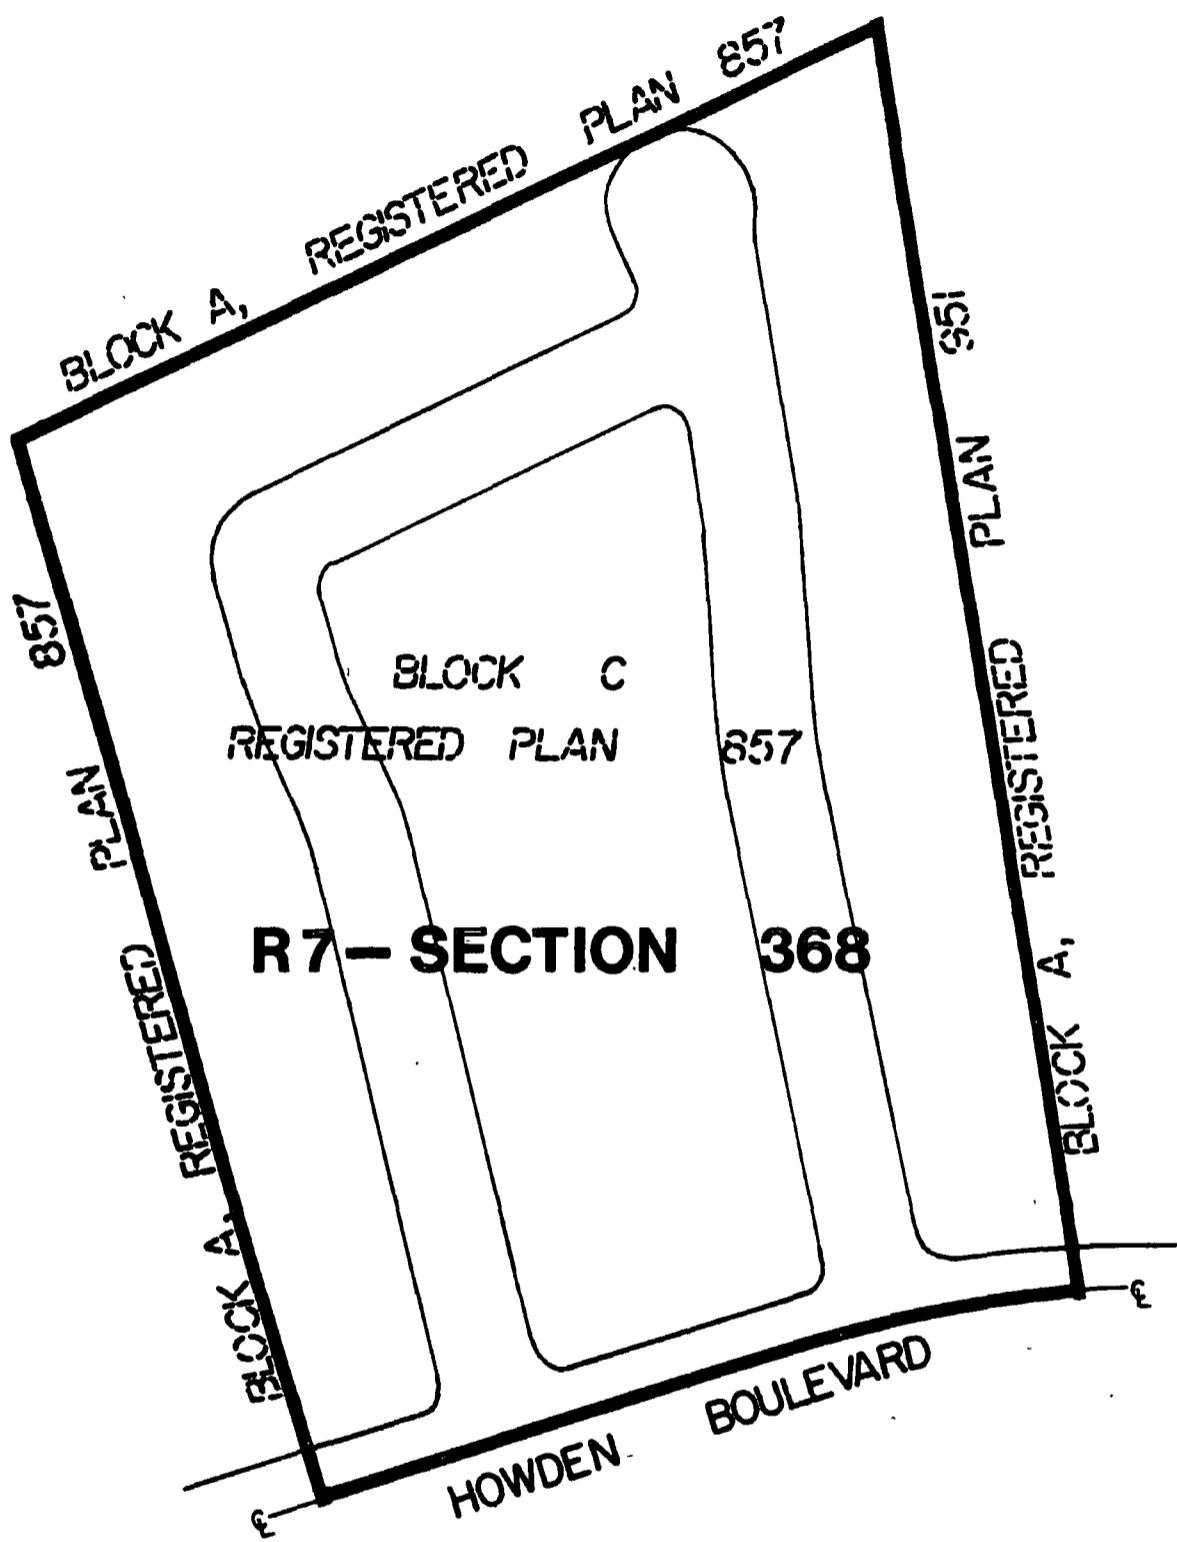 BLOCK A, REGISTERED PLAN 857
BLOCK A, REGISTERED PLAN 951
857 PLAN REGISTERED BLOCK A,
BLOCK C
REGISTERED PLAN 857
R7-SECTION 368
HOWDEN BOULEVARD
℄
℄